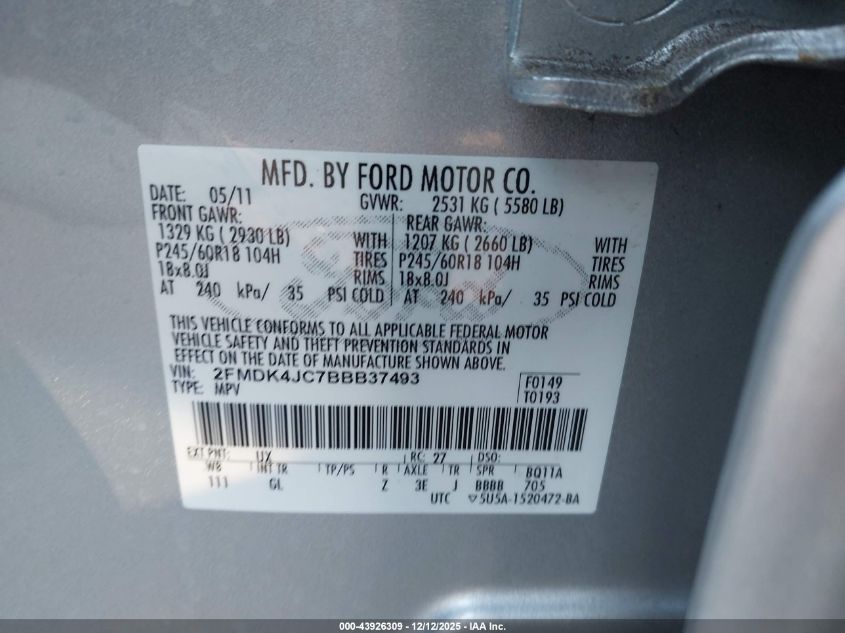 MFD. BY FORD MOTOR CO.
DATE: 05/11 GVWR: 2531 KG ( 5580 LB)
FRONT GAWR: REAR GAWR:
1329 KG ( 2930 LB) WITH 1207 KG ( 2660 LB) WITH
P245/60R18 104H TIRES P245/60R18 104H TIRES
18x8.0J RIMS 18x8.0J RIMS
AT 240 kPa/ 35 PSI COLD AT 240 kPa/ 35 PSI COLD
THIS VEHICLE CONFORMS TO ALL APPLICABLE FEDERAL MOTOR
VEHICLE SAFETY AND THEFT PREVENTION STANDARDS IN
EFFECT ON THE DATE OF MANUFACTURE SHOWN ABOVE.
VIN: 2FMDK4JC7BBB37493 F0149
TYPE: MPV T0193
EXT PNT: UX RC: 27 DSO:
WB INT TR TP/PS R AXLE TR SPR BQ11A
111 GL Z 3E J BBBB 705
UTC 5U5A-1520472-BA
000-43926309 - 12/12/2025 - IAA Inc.